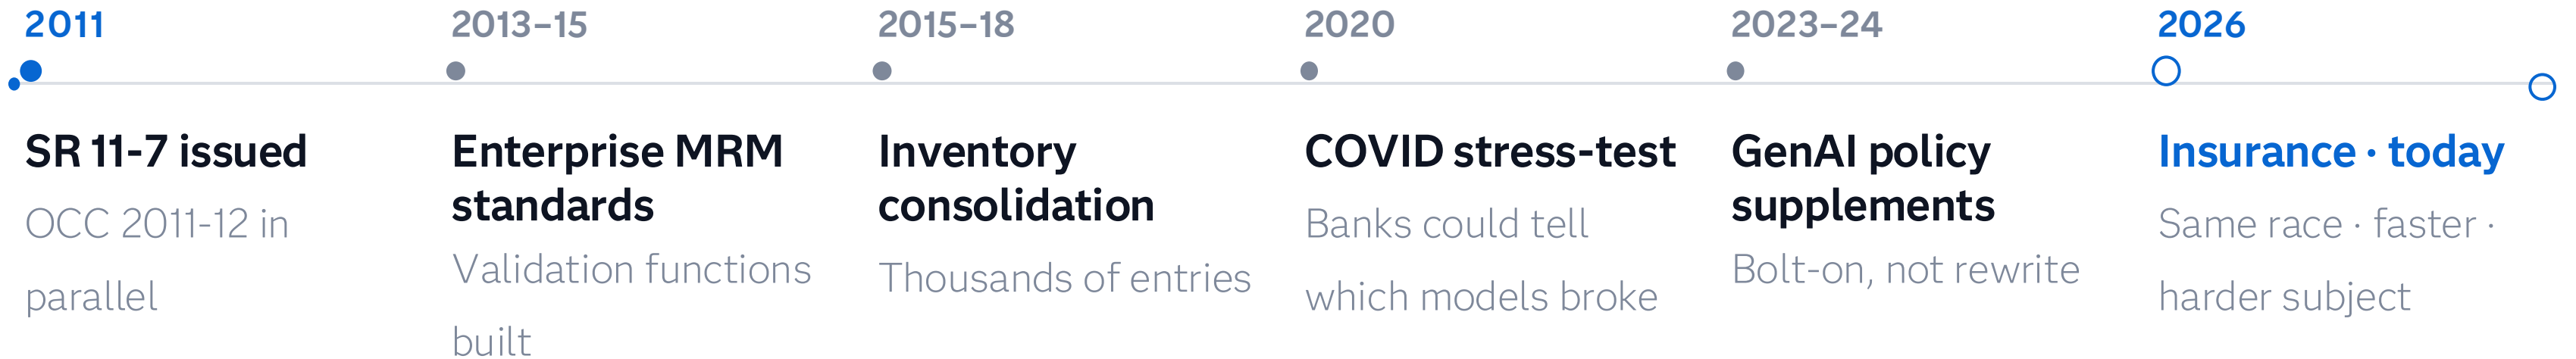 2011
SR 11-7 issued
OCC 2011-12 in
parallel
2013–15
Enterprise MRM
standards
Validation functions
built
2015–18
Inventory
consolidation
Thousands of entries
2020
COVID stress-test
Banks could tell
which models broke
2023–24
GenAI policy
supplements
Bolt-on, not rewrite
2026
Insurance · today
Same race · faster ·
harder subject